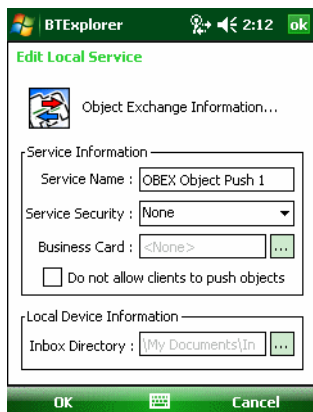 BTExplorer 2:12 ok
Edit Local Service
Object Exchange Information...
Service Information
Service Name : OBEX Object Push 1
Service Security : None
Business Card : <None> ...
Do not allow clients to push objects
Local Device Information
Inbox Directory : \My Documents\In ...
OK Cancel